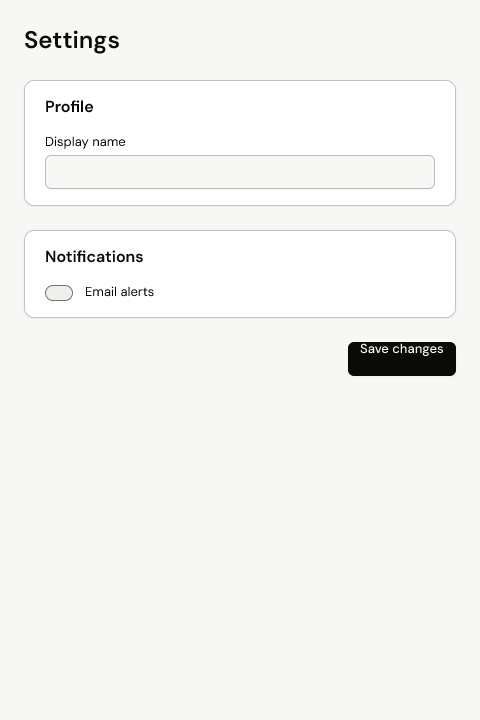 Settings
Profile
Display name
Notifications
Email alerts
Save changes